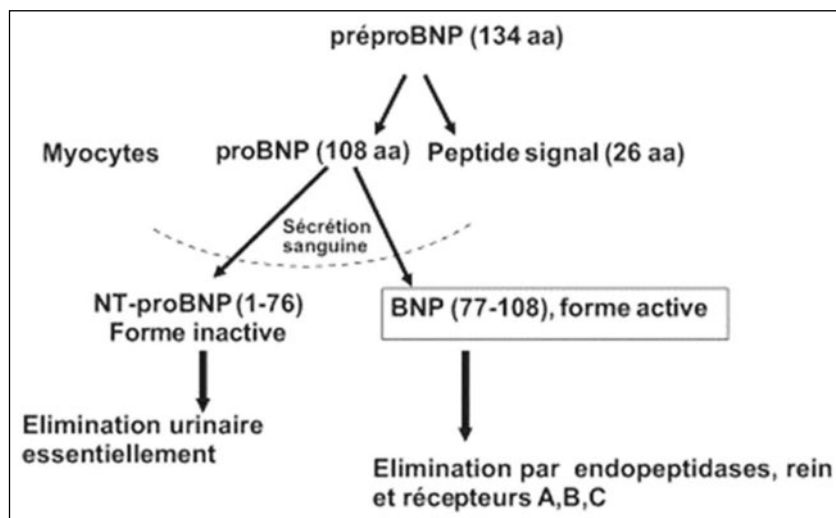 préproBNP (134 aa)
Myocytes proBNP (108 aa) Peptide signal (26 aa)
Sécrétion
sanguine
NT-proBNP (1-76)
Forme inactive
BNP (77-108), forme active
Elimination urinaire
essentiellement
Elimination par endopeptidases, rein
et récepteurs A,B,C